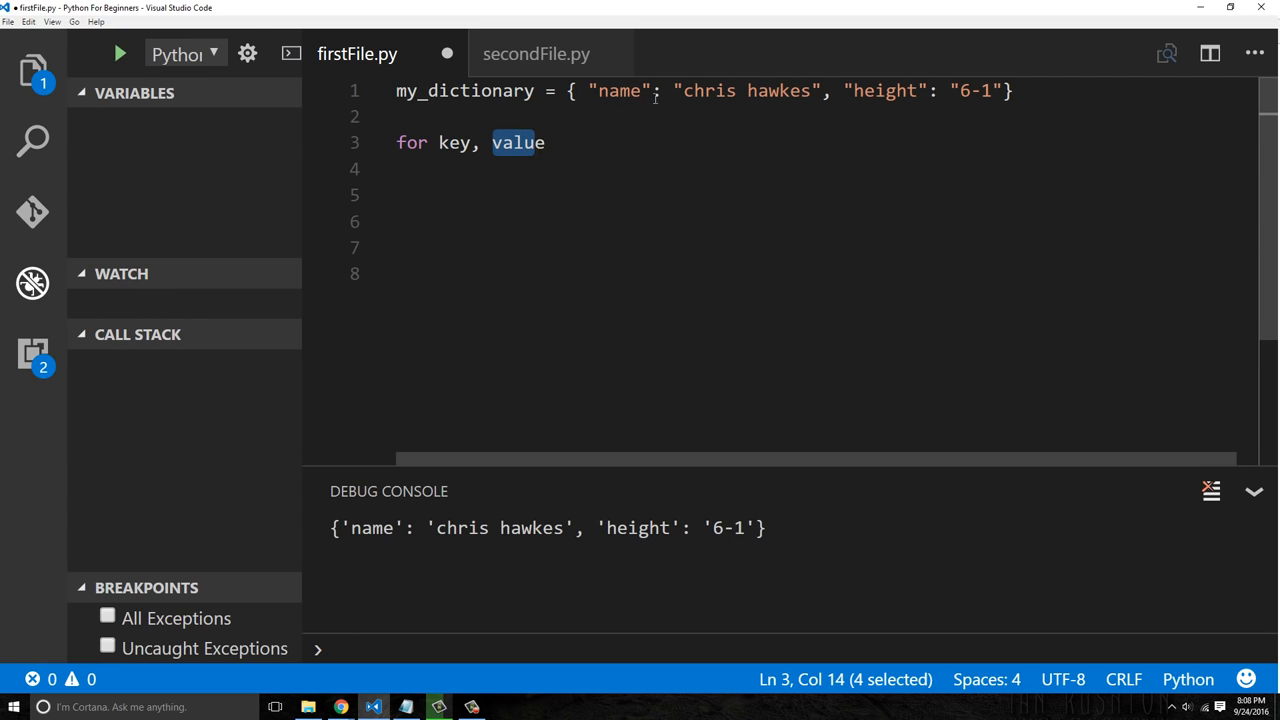 ● firstFile.py - Python For Beginners - Visual Studio Code
File Edit View Go Help
Python firstFile.py secondFile.py
VARIABLES
WATCH
CALL STACK
BREAKPOINTS
All Exceptions
Uncaught Exceptions
1
2
1 my_dictionary = { "name": "chris hawkes", "height": "6-1"}
2
3 for key, value
4
5
6
7
8
DEBUG CONSOLE
{'name': 'chris hawkes', 'height': '6-1'}
0 0 Ln 3, Col 14 (4 selected) Spaces: 4 UTF-8 CRLF Python
I'm Cortana. Ask me anything.
8:08 PM
9/24/2016